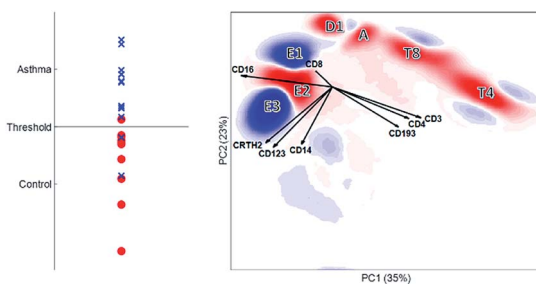 Asthma
Threshold
Control
D1
A
E1
T8
CD8
CD16
E2
T4
E3
CD3
CD4
CD193
CRTH2
CD123
CD14
PC2 (23%)
PC1 (35%)